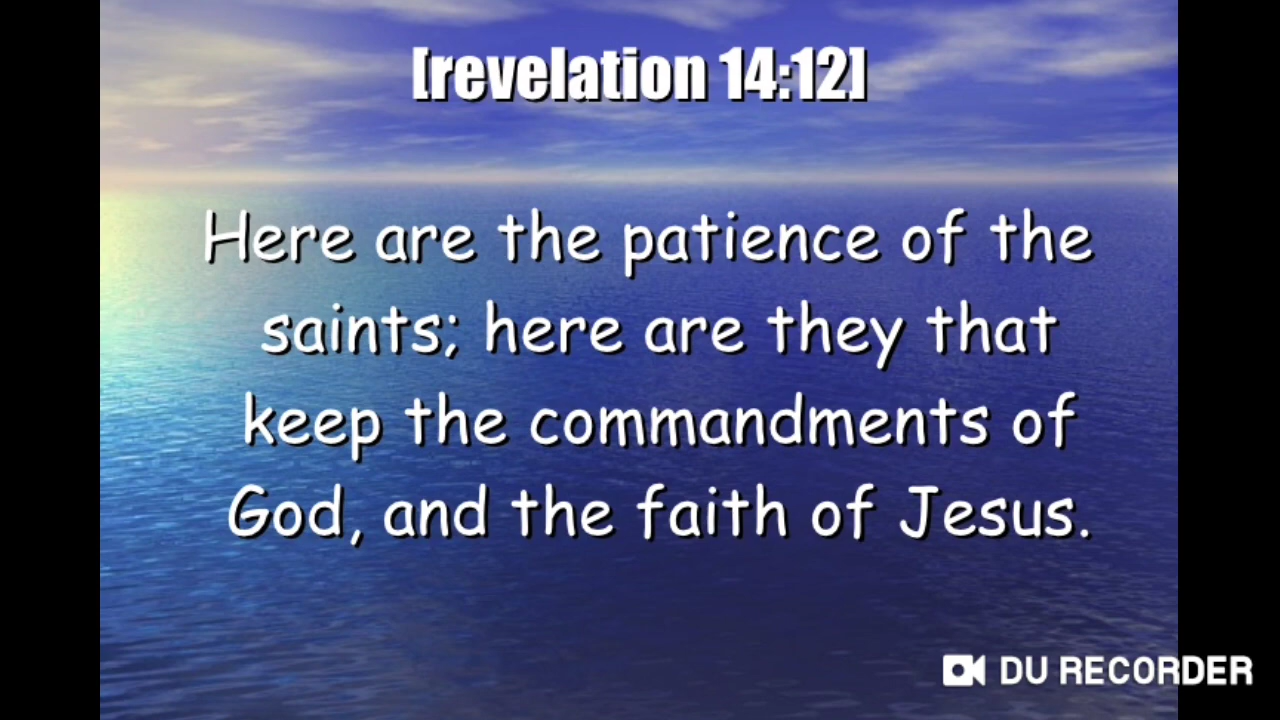 [revelation 14:12]
Here are the patience of the
saints; here are they that
keep the commandments of
God, and the faith of Jesus.
DU RECORDER